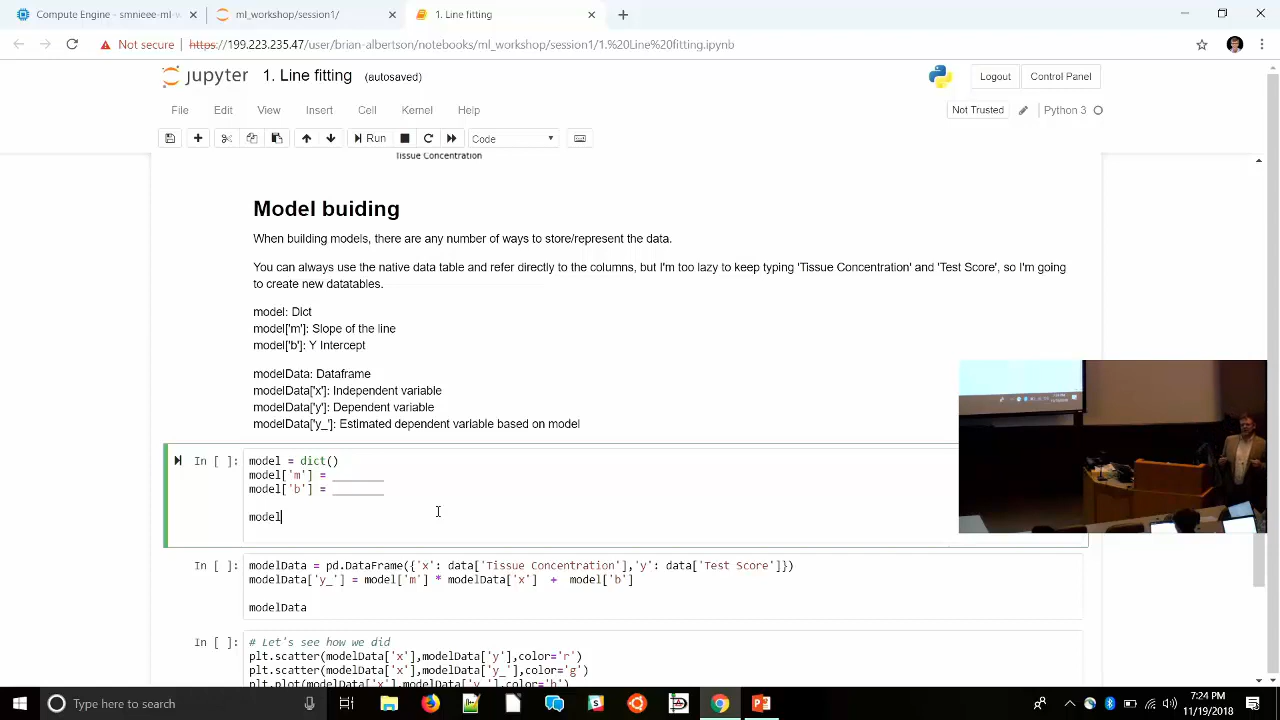 Compute Engine - smnieee-ml-w
ml_workshop/session1/
1. Line fitting
Not secure
https://199.223.235.47/user/brian-albertson/notebooks/ml_workshop/session1/1.%20Line%20fitting.ipynb
jupyter 1. Line fitting (autosaved)
Logout
Control Panel
File Edit View Insert Cell Kernel Help
Not Trusted
Python 3
Run
Code
Tissue Concentration
Model buiding
When building models, there are any number of ways to store/represent the data.
You can always use the native data table and refer directly to the columns, but I'm too lazy to keep typing 'Tissue Concentration' and 'Test Score', so I'm going
to create new datatables.
model: Dict
model['m']: Slope of the line
model['b']: Y Intercept
modelData: Dataframe
modelData['x']: Independent variable
modelData['y']: Dependent variable
modelData['y_']: Estimated dependent variable based on model
In [ ]: model = dict()
model['m'] = ________
model['b'] = ________
model
In [ ]: modelData = pd.DataFrame({'x': data['Tissue Concentration'],'y': data['Test Score']})
modelData['y_'] = model['m'] * modelData['x'] + model['b']
modelData
In [ ]: # Let's see how we did
plt.scatter(modelData['x'],modelData['y'],color='r')
plt.scatter(modelData['x'],modelData['y_'],color='g')
plt.plot(modelData['x'],modelData['y_'],color='b')
Type here to search
7:24 PM
11/19/2018